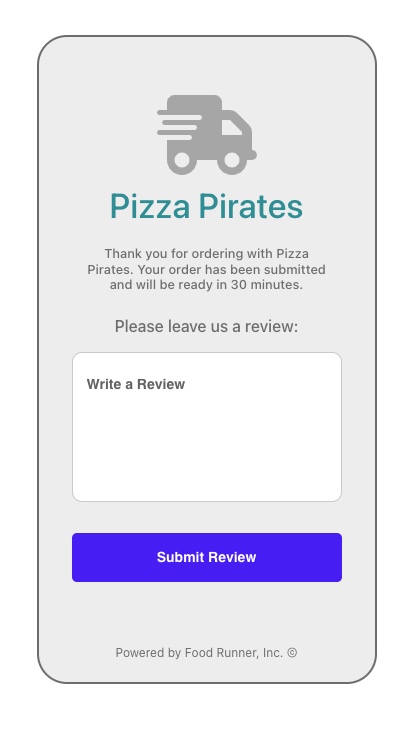 Pizza Pirates
Thank you for ordering with Pizza
Pirates. Your order has been submitted
and will be ready in 30 minutes.
Please leave us a review:
Write a Review
Submit Review
Powered by Food Runner, Inc. ©